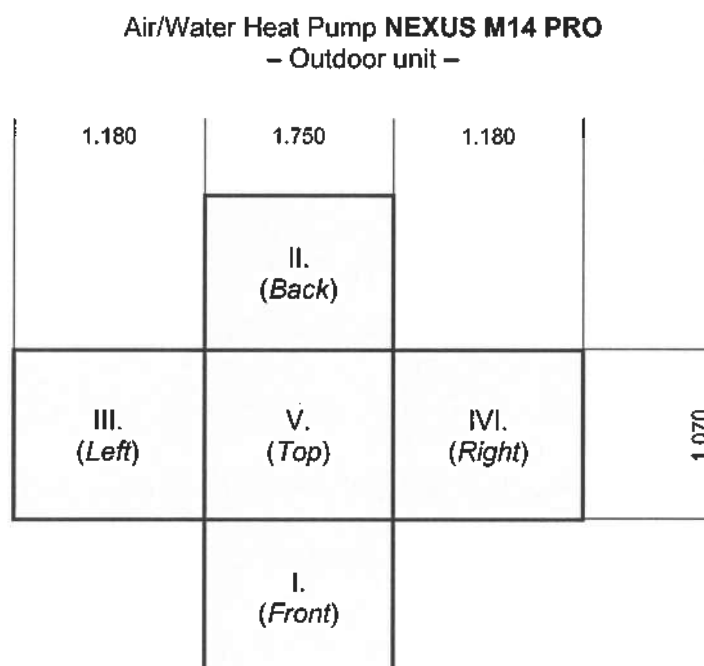 Air/Water Heat Pump NEXUS M14 PRO
– Outdoor unit –
1.180 1.750 1.180
II.
(Back)
III. V. IVI.
(Left) (Top) (Right)
1.070
I.
(Front)